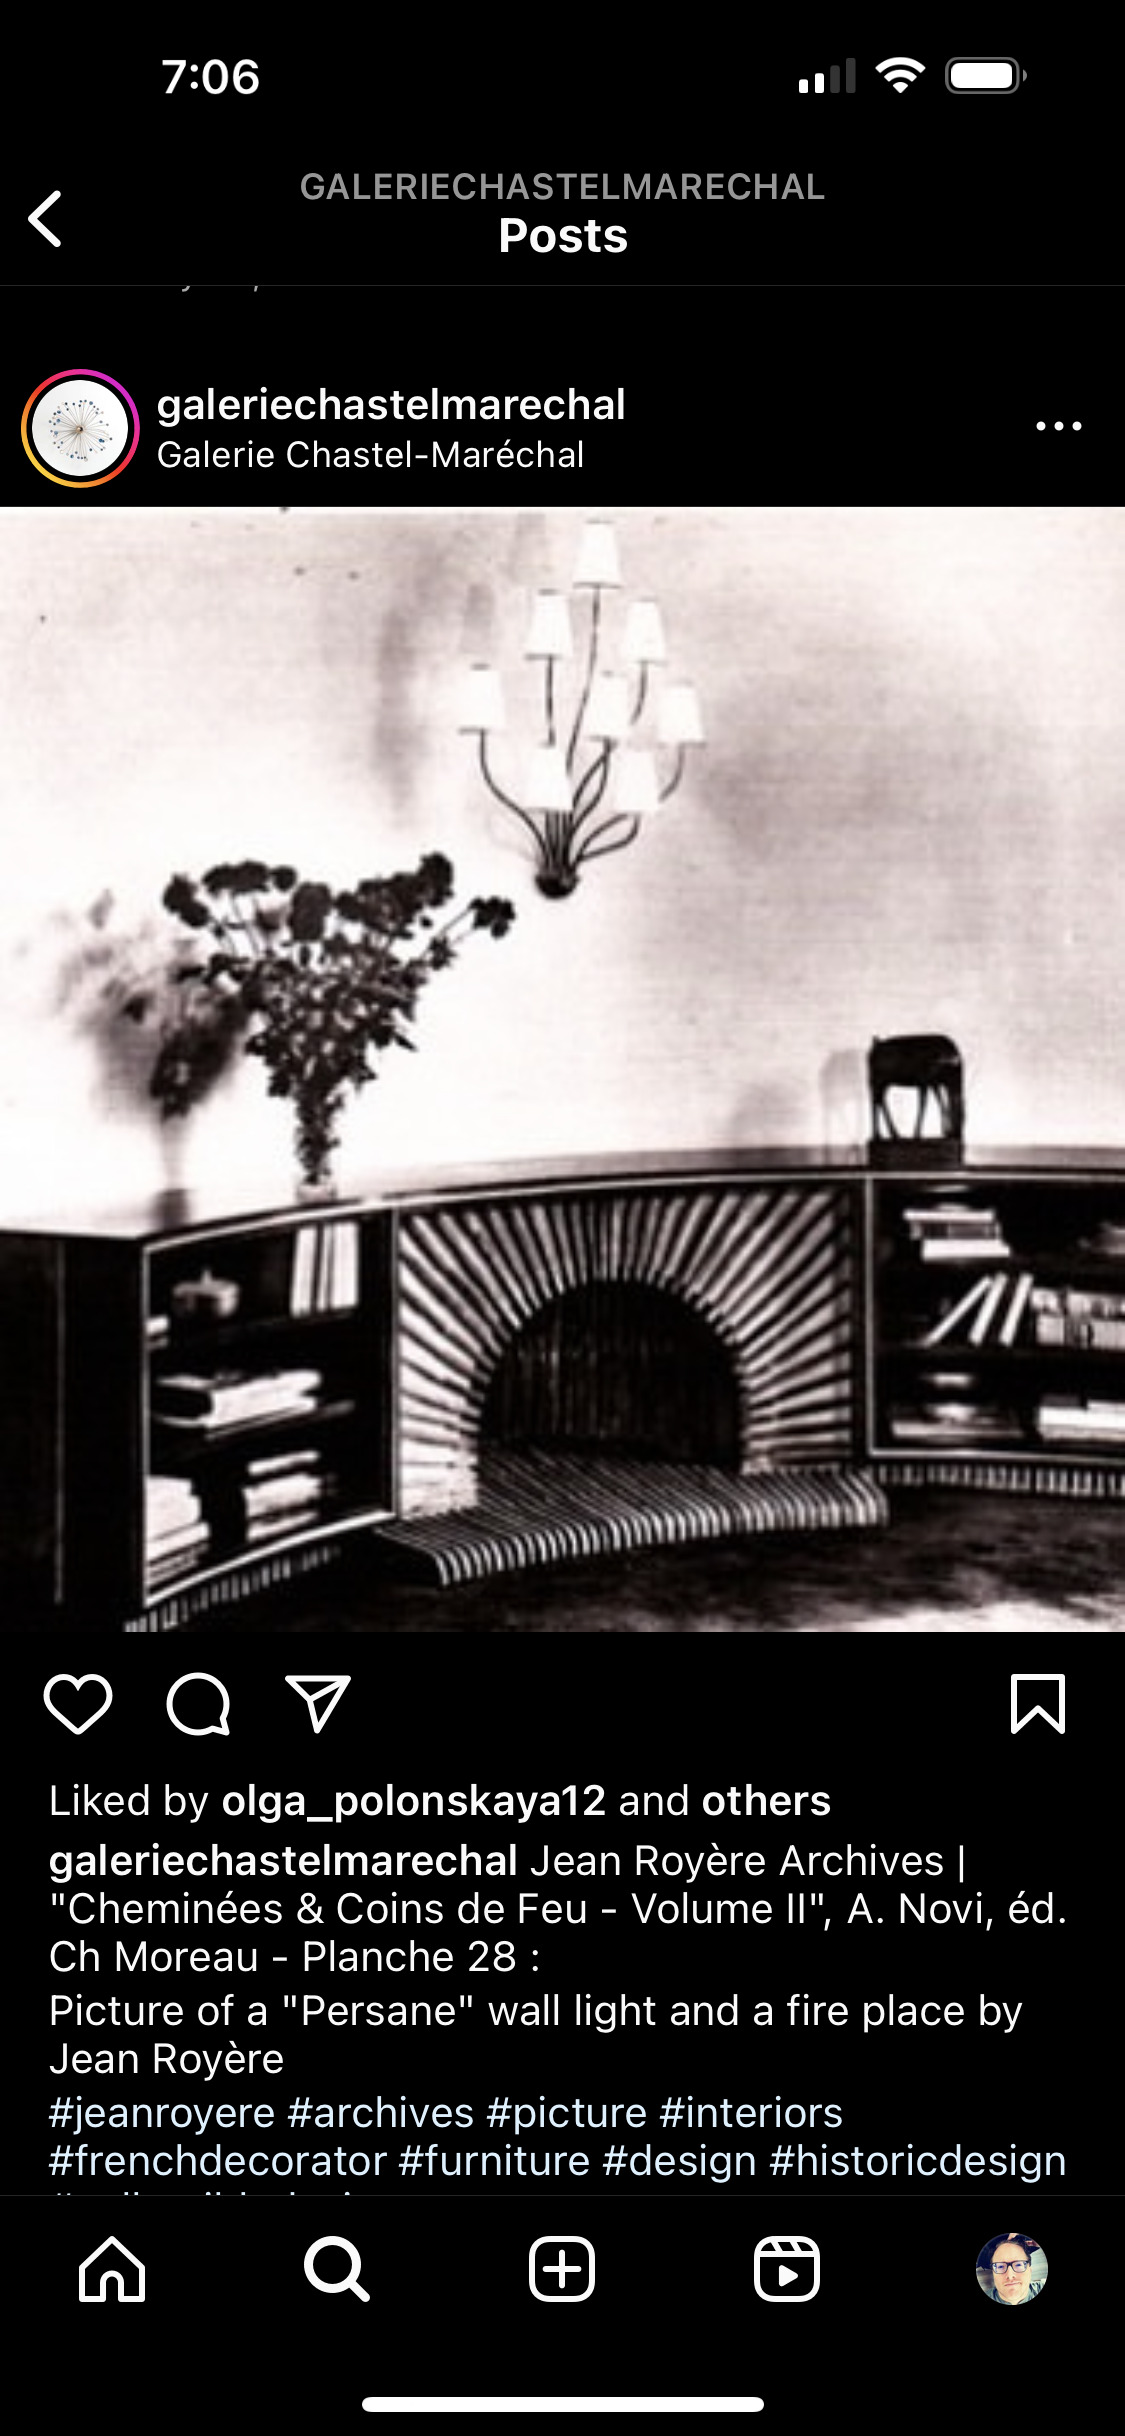 7:06
GALERIECHASTELMARECHAL
Posts
galeriechastelmarechal
Galerie Chastel-Maréchal
Liked by olga_polonskaya12 and others
galeriechastelmarechal Jean Royère Archives |
"Cheminées & Coins de Feu - Volume II", A. Novi, éd.
Ch Moreau - Planche 28 :
Picture of a "Persane" wall light and a fire place by
Jean Royère
#jeanroyere #archives #picture #interiors
#frenchdecorator #furniture #design #historicdesign